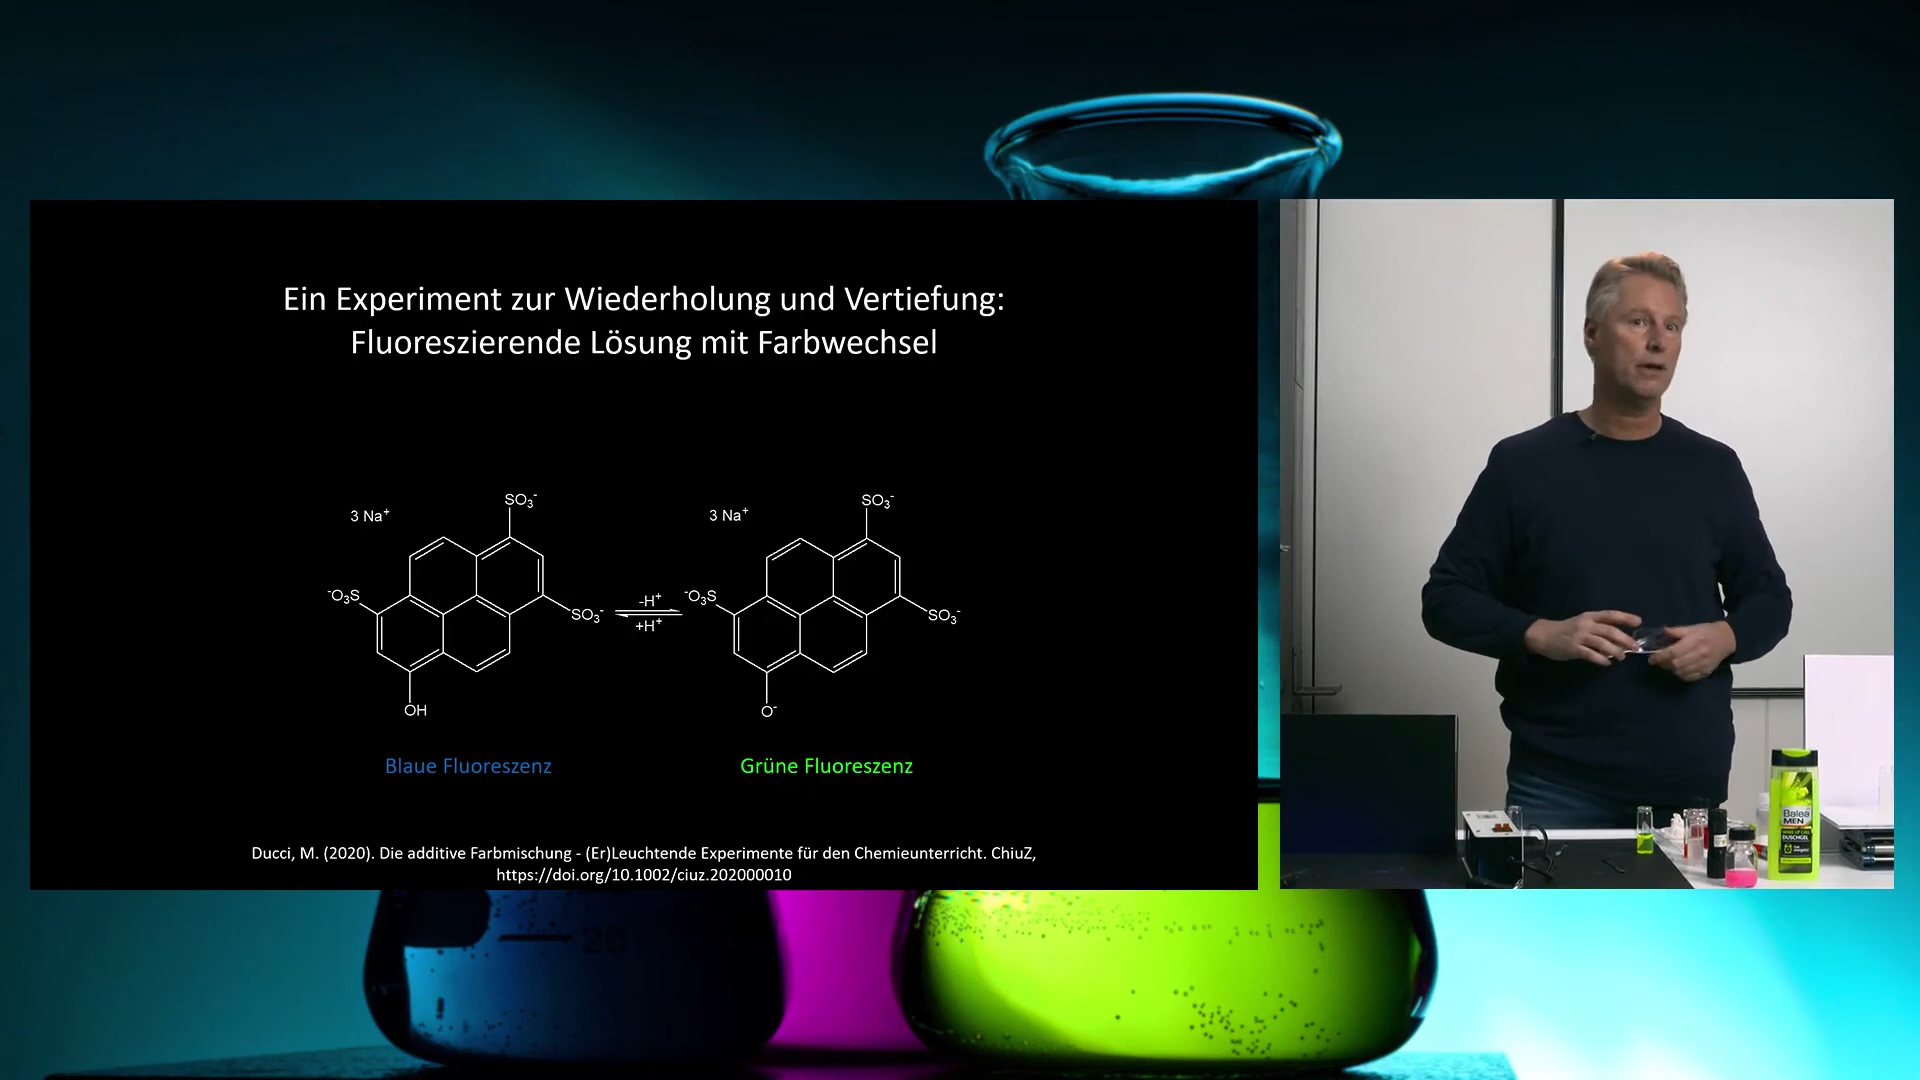 Ein Experiment zur Wiederholung und Vertiefung:
Fluoreszierende Lösung mit Farbwechsel
SO₃⁻
3 Na⁺
⁻O₃S
SO₃⁻
OH
-H⁺
+H⁺
SO₃⁻
3 Na⁺
⁻O₃S
SO₃⁻
O⁻
Blaue Fluoreszenz
Grüne Fluoreszenz
Ducci, M. (2020). Die additive Farbmischung - (Er)Leuchtende Experimente für den Chemieunterricht. ChiuZ,
https://doi.org/10.1002/ciuz.202000010
Balea
MEN
DUSCHGEL